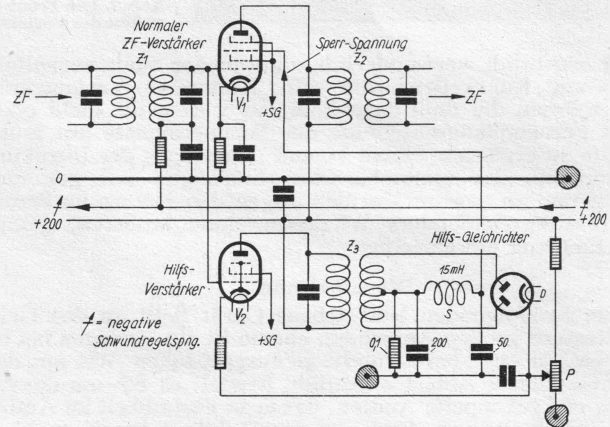 Normaler
ZF-Verstärker
Z1
Sperr-Spannung
Z2
ZF
ZF
+SG
V1
0
+200
+200
Hilfs-
Verstärker
Z3
Hilfs-Gleichrichter
15mH
S
D
V2
+SG
= negative
Schwundregelspng.
0,1
200
50
P